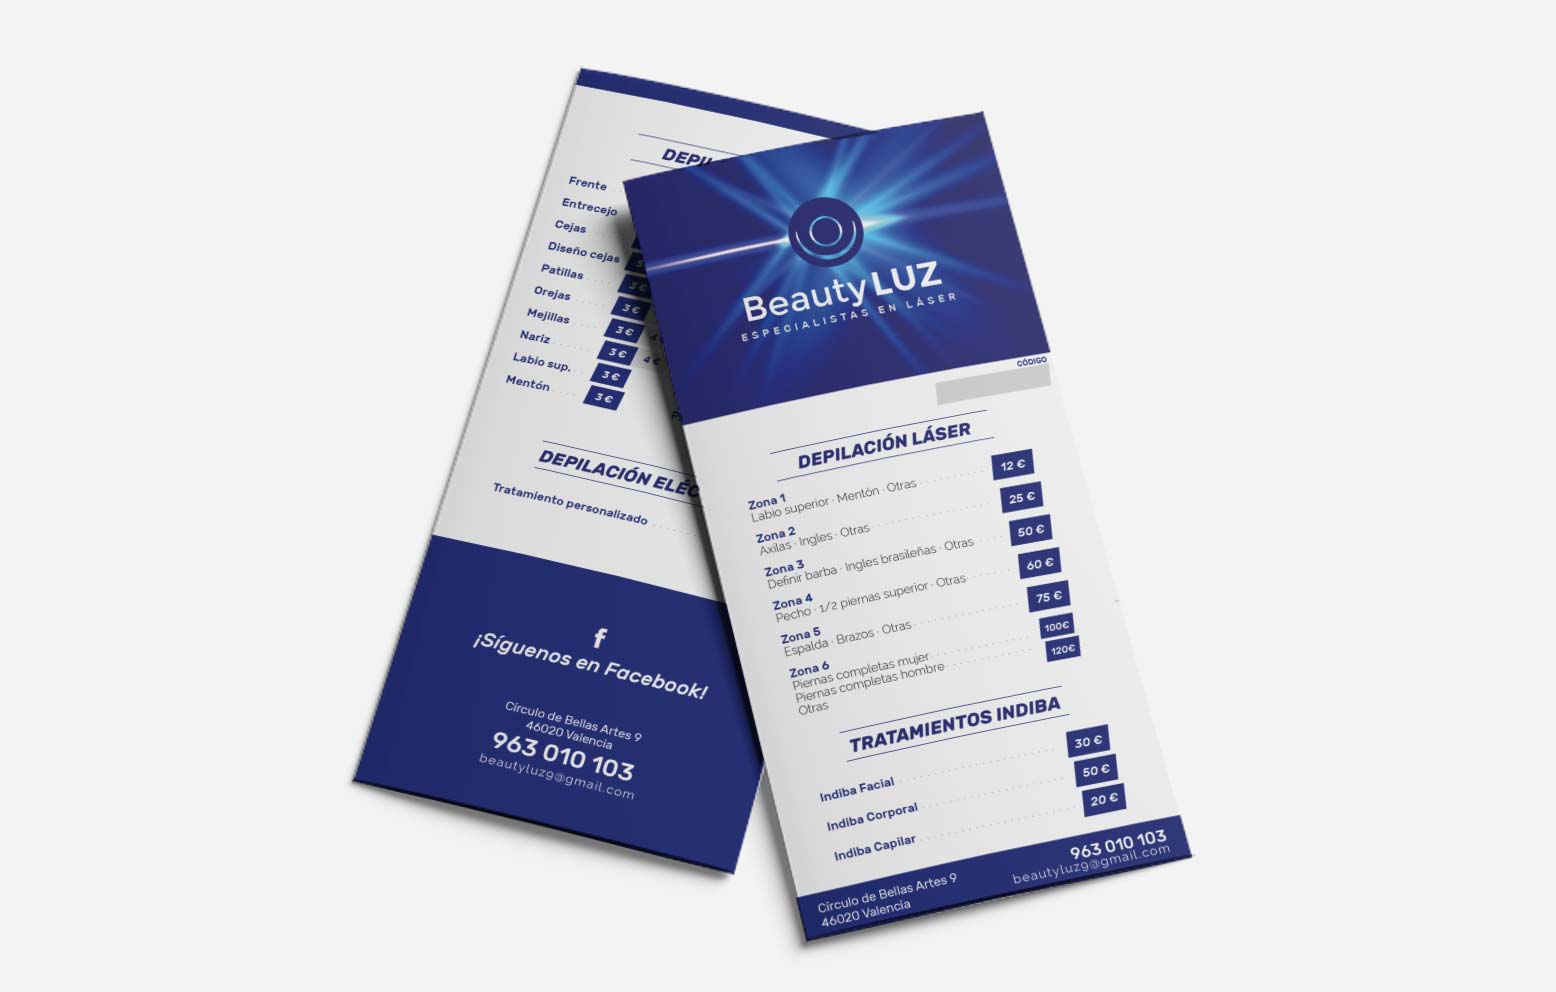 DEPIL
Frente
Entrecejo
Cejas
Diseño cejas 5
Patillas 3 €
Orejas 3 €
Mejillas 3 € 4
Nariz 3 € 4 €
Labio sup. 3 €
Mentón 3 €
P
DEPILACIÓN ELÉC
Tratamiento personalizado
f
¡Síguenos en Facebook!
Círculo de Bellas Artes 9
46020 Valencia
963 010 103
beautyluz9@gmail.com
Beauty LUZ
ESPECIALISTAS EN LÁSER
CÓDIGO
DEPILACIÓN LÁSER
Zona 1
Labio superior · Mentón · Otras 12 €
Zona 2
Axilas · Ingles · Otras 25 €
Zona 3
Definir barba · Ingles brasileñas · Otras 50 €
Zona 4
Pecho · 1/2 piernas superior · Otras 60 €
Zona 5
Espalda · Brazos · Otras 75 €
Zona 6
Piernas completas mujer 100€
Piernas completas hombre 120€
Otras
TRATAMIENTOS INDIBA
Indiba Facial 30 €
Indiba Corporal 50 €
Indiba Capilar 20 €
Círculo de Bellas Artes 9
46020 Valencia
963 010 103
beautyluz9@gmail.com